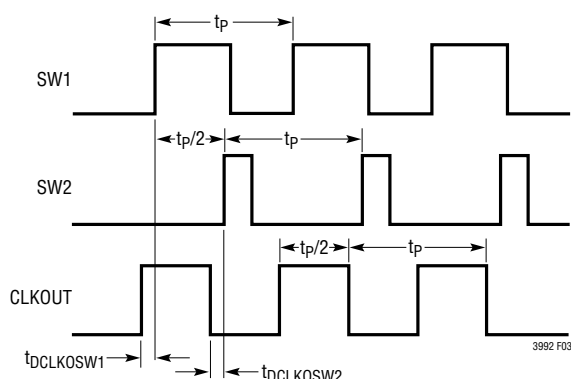 tP
SW1
tP/2
tP
SW2
tP/2
tP
CLKOUT
3992 F03
tDCLKOSW1
tDCLKOSW2